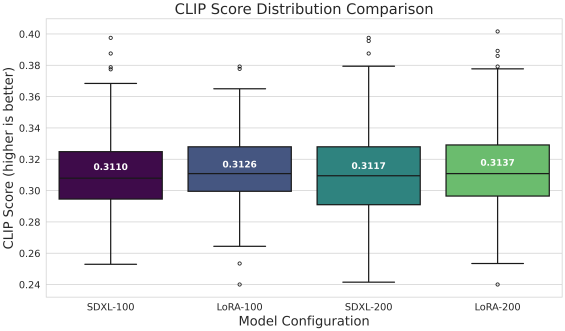 CLIP Score Distribution Comparison
CLIP Score (higher is better)
0.40
0.38
0.36
0.34
0.32
0.30
0.28
0.26
0.24
0.3110
0.3126
0.3117
0.3137
SDXL-100
LoRA-100
SDXL-200
LoRA-200
Model Configuration